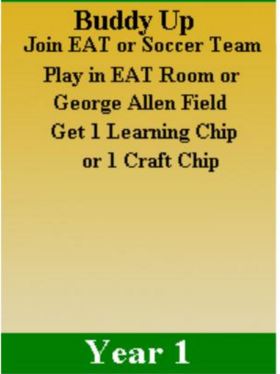 Buddy Up
Join EAT or Soccer Team
Play in EAT Room or
George Allen Field
Get 1 Learning Chip
or 1 Craft Chip
Year 1